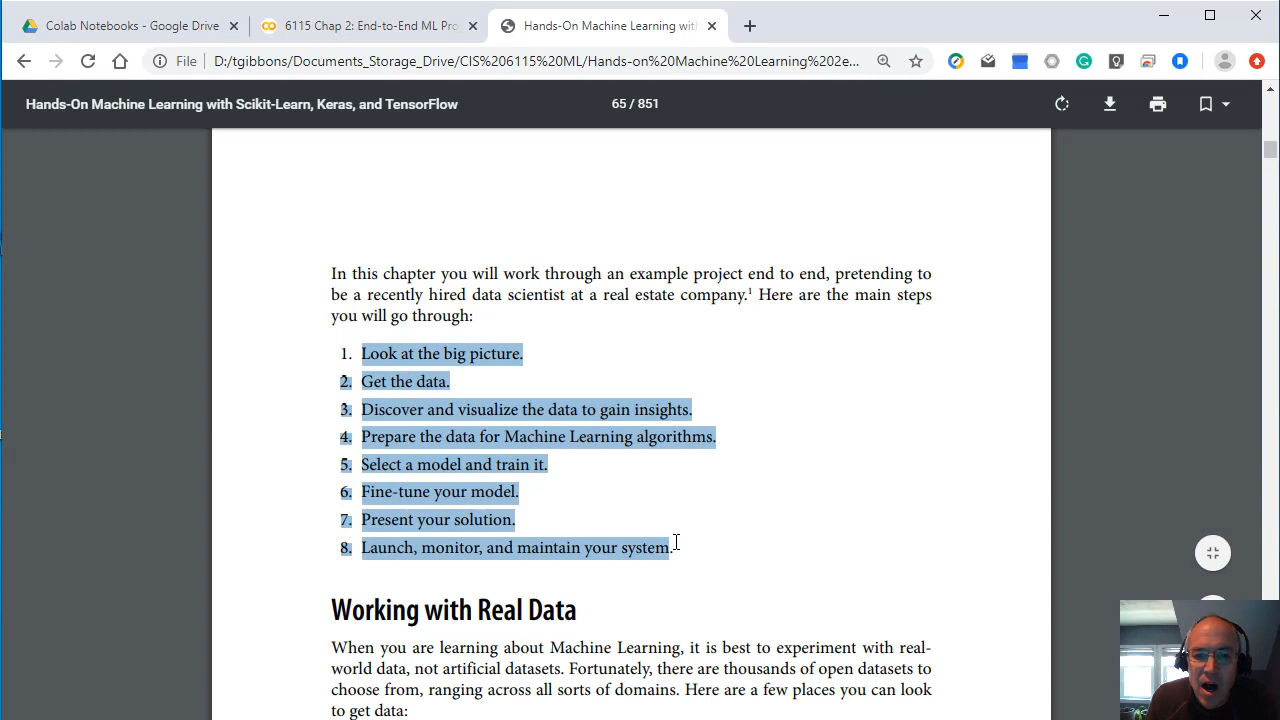 Colab Notebooks - Google Drive
6115 Chap 2: End-to-End ML Pro
Hands-On Machine Learning with
File
D:/tgibbons/Documents_Storage_Drive/CIS%206115%20ML/Hands-on%20Machine%20Learning%202e...
Hands-On Machine Learning with Scikit-Learn, Keras, and TensorFlow
65 / 851
In this chapter you will work through an example project end to end, pretending to
be a recently hired data scientist at a real estate company.¹ Here are the main steps
you will go through:
1. Look at the big picture.
2. Get the data.
3. Discover and visualize the data to gain insights.
4. Prepare the data for Machine Learning algorithms.
5. Select a model and train it.
6. Fine-tune your model.
7. Present your solution.
8. Launch, monitor, and maintain your system.
Working with Real Data
When you are learning about Machine Learning, it is best to experiment with real-
world data, not artificial datasets. Fortunately, there are thousands of open datasets to
choose from, ranging across all sorts of domains. Here are a few places you can look
to get data: